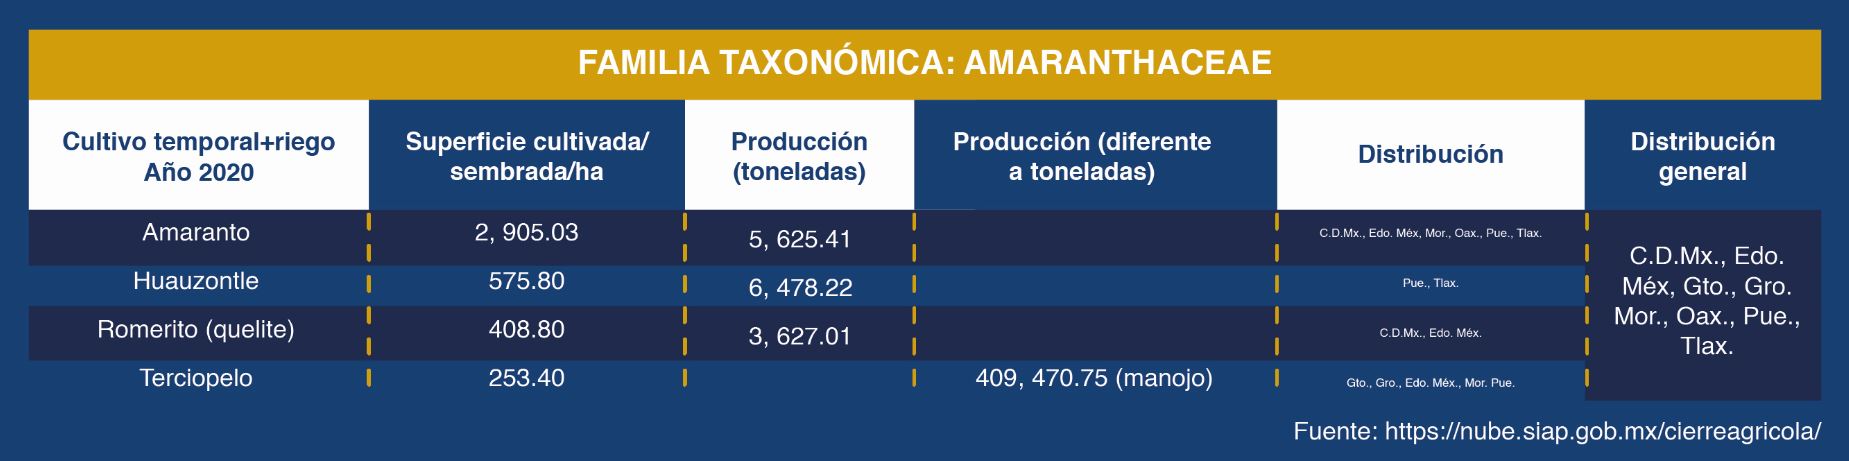 FAMILIA TAXONÓMICA: AMARANTHACEAE
Cultivo temporal+riego
Año 2020
Superficie cultivada/
sembrada/ha
Producción
(toneladas)
Producción (diferente
a toneladas)
Distribución
Distribución
general
Amaranto
2, 905.03
5, 625.41
C.D.Mx., Edo. Méx, Mor., Oax., Pue., Tlax.
Huauzontle
575.80
6, 478.22
Pue., Tlax.
Romerito (quelite)
408.80
3, 627.01
C.D.Mx., Edo. Méx.
Terciopelo
253.40
409, 470.75 (manojo)
Gto., Gro., Edo. Méx., Mor. Pue.
C.D.Mx., Edo.
Méx, Gto., Gro.
Mor., Oax., Pue.,
Tlax.
Fuente: https://nube.siap.gob.mx/cierreagricola/